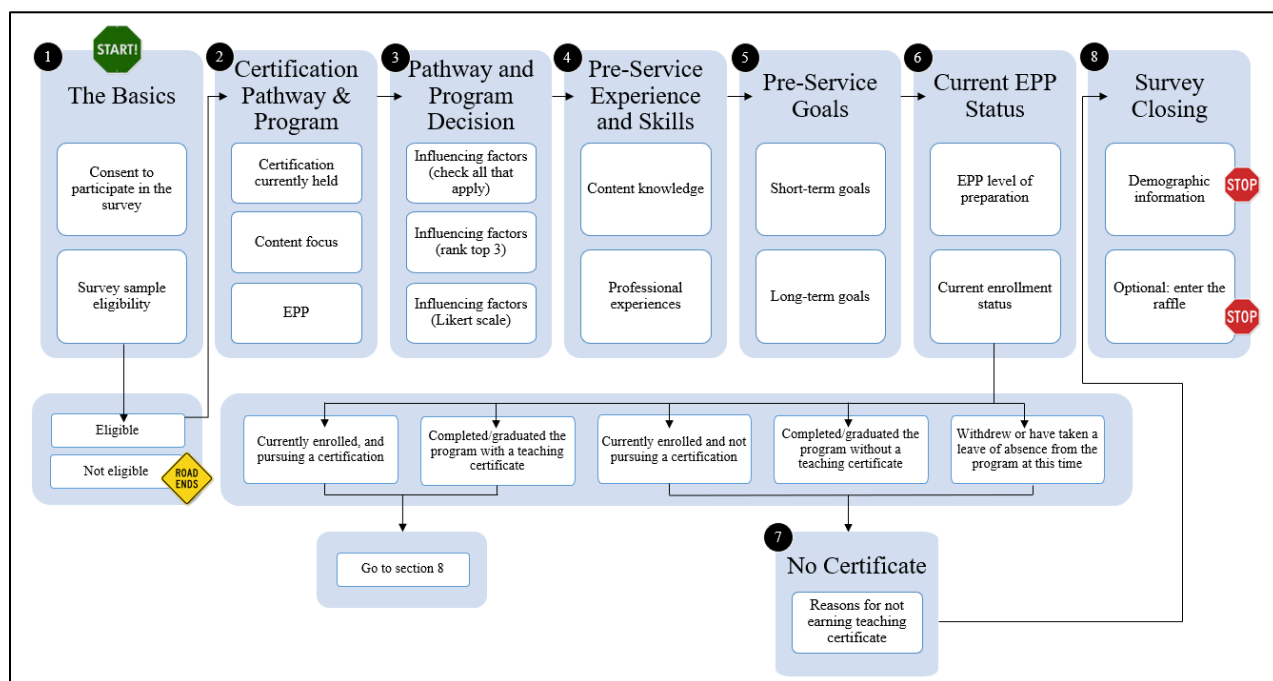 START!
1
The Basics
Consent to
participate in the
survey
Survey sample
eligibility
Eligible
Not eligible
ROAD
ENDS
2
Certification
Pathway &
Program
Certification
currently held
Content focus
EPP
3
Pathway and
Program
Decision
Influencing factors
(check all that
apply)
Influencing factors
(rank top 3)
Influencing factors
(Likert scale)
4
Pre-Service
Experience
and Skills
Content knowledge
Professional
experiences
5
Pre-Service
Goals
Short-term goals
Long-term goals
6
Current EPP
Status
EPP level of
preparation
Current enrollment
status
Currently enrolled, and
pursuing a certification
Completed/graduated the
program with a teaching
certificate
Currently enrolled and not
pursuing a certification
Completed/graduated the
program without a
teaching certificate
Withdrew or have taken a
leave of absence from the
program at this time
Go to section 8
7
No Certificate
Reasons for not
earning teaching
certificate
8
Survey
Closing
Demographic
information
STOP
Optional: enter the
raffle
STOP